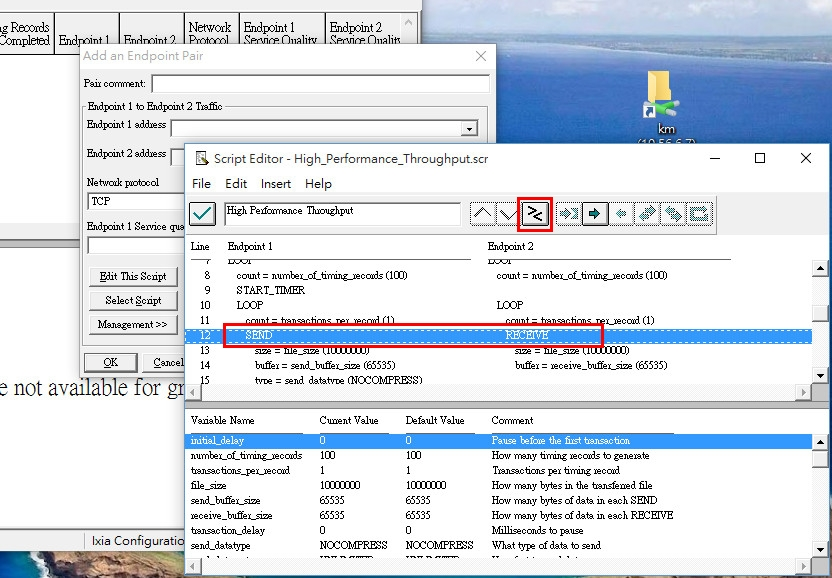 g Records
Completed
Endpoint 1
Endpoint 2
Network
Protocol
Endpoint 1
Service Quality
Endpoint 2
Service Quality
Add an Endpoint Pair
Pair comment:
Endpoint 1 to Endpoint 2 Traffic
Endpoint 1 address
Endpoint 2 address
Network protocol
TCP
Endpoint 1 Service qua
Edit This Script
Select Script
Management >>
OK
Cancel
e not available for gr
Ixia Configuratio
km
Script Editor - High_Performance_Throughput.scr
File Edit Insert Help
High Performance Throughput
Line Endpoint 1 Endpoint 2
7 LOOP LOOP
8 count = number_of_timing_records (100) count = number_of_timing_records (100)
9 START_TIMER
10 LOOP LOOP
11 count = transactions_per_record (1) count = transactions_per_record (1)
12 SEND RECEIVE
13 size = file_size (10000000) size = file_size (10000000)
14 buffer = send_buffer_size (65535) buffer = receive_buffer_size (65535)
15 type = send_datatype (NOCOMPRESS)
Variable Name Current Value Default Value Comment
initial_delay 0 0 Pause before the first transaction
number_of_timing_records 100 100 How many timing records to generate
transactions_per_record 1 1 Transactions per timing record
file_size 10000000 10000000 How many bytes in the transferred file
send_buffer_size 65535 65535 How many bytes of data in each SEND
receive_buffer_size 65535 65535 How many bytes of data in each RECEIVE
transaction_delay 0 0 Milliseconds to pause
send_datatype NOCOMPRESS NOCOMPRESS What type of data to send